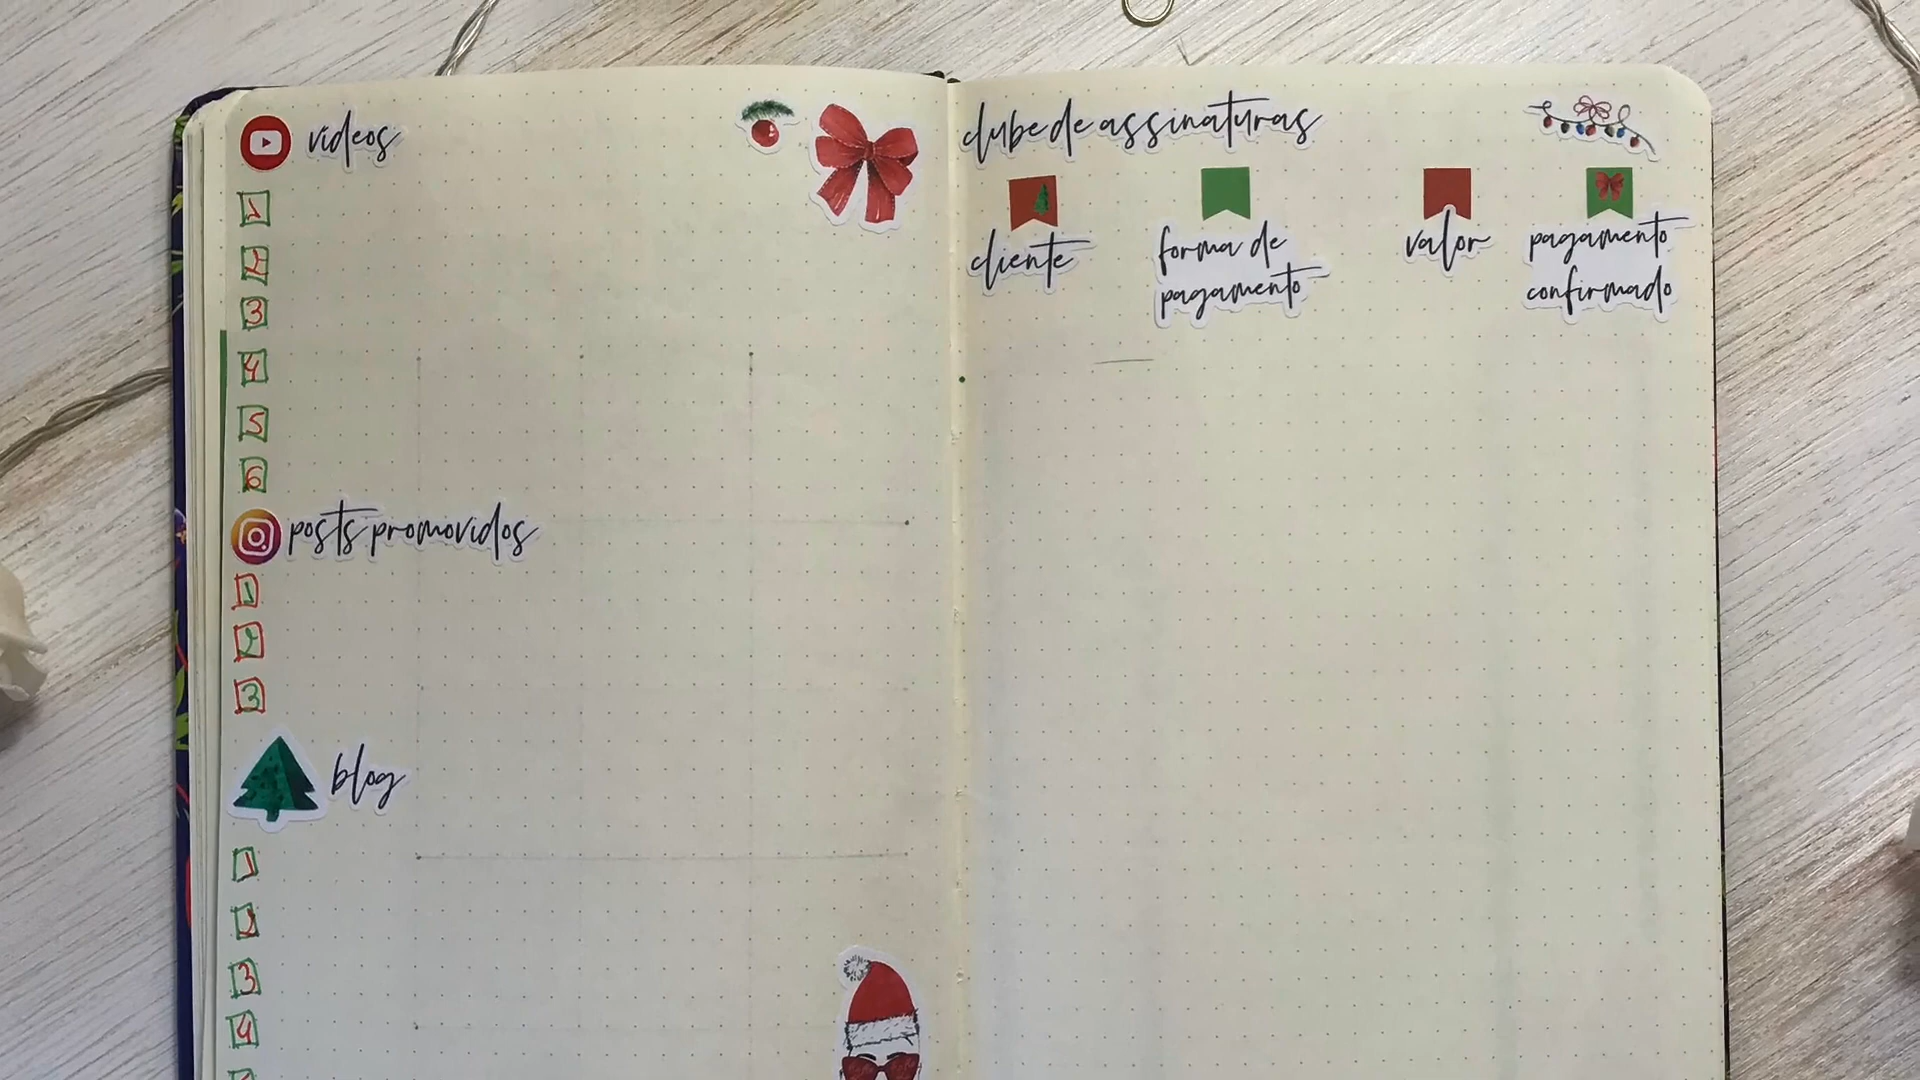 videos
1
2
3
4
5
6
posts promovidos
1
2
3
blog
1
2
3
4
clube de assinaturas
cliente
forma de
pagamento
valor
pagamento
confirmado